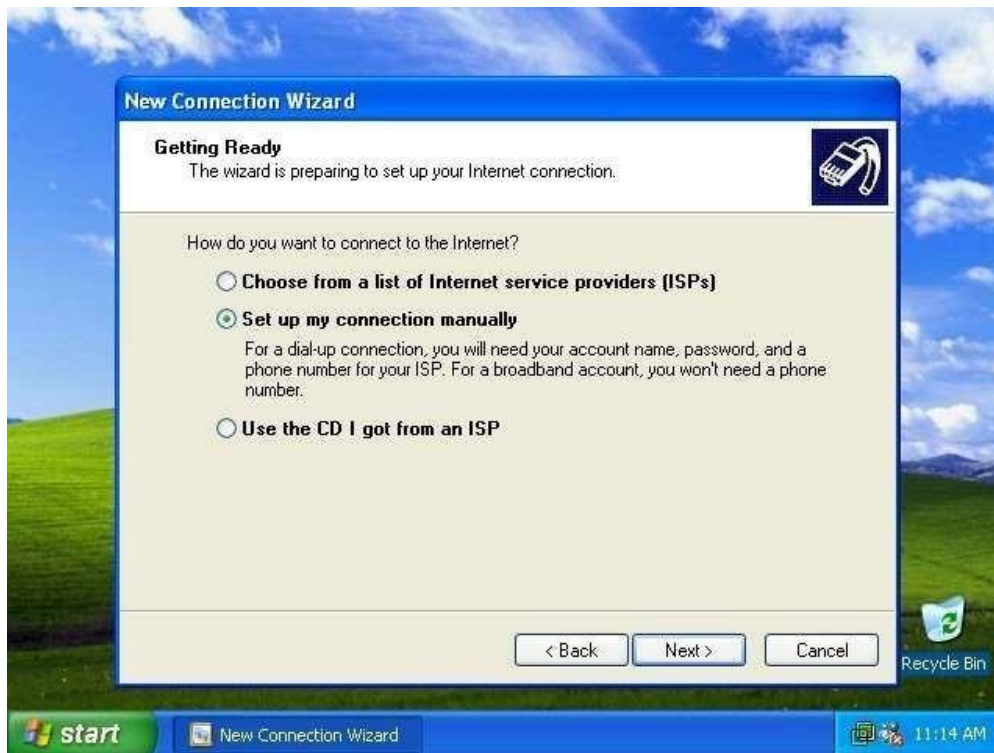 New Connection Wizard
Getting Ready
The wizard is preparing to set up your Internet connection.
How do you want to connect to the Internet?
Choose from a list of Internet service providers (ISPs)
Set up my connection manually
For a dial-up connection, you will need your account name, password, and a
phone number for your ISP. For a broadband account, you won't need a phone
number.
Use the CD I got from an ISP
< Back
Next >
Cancel
Recycle Bin
start
New Connection Wizard
11:14 AM